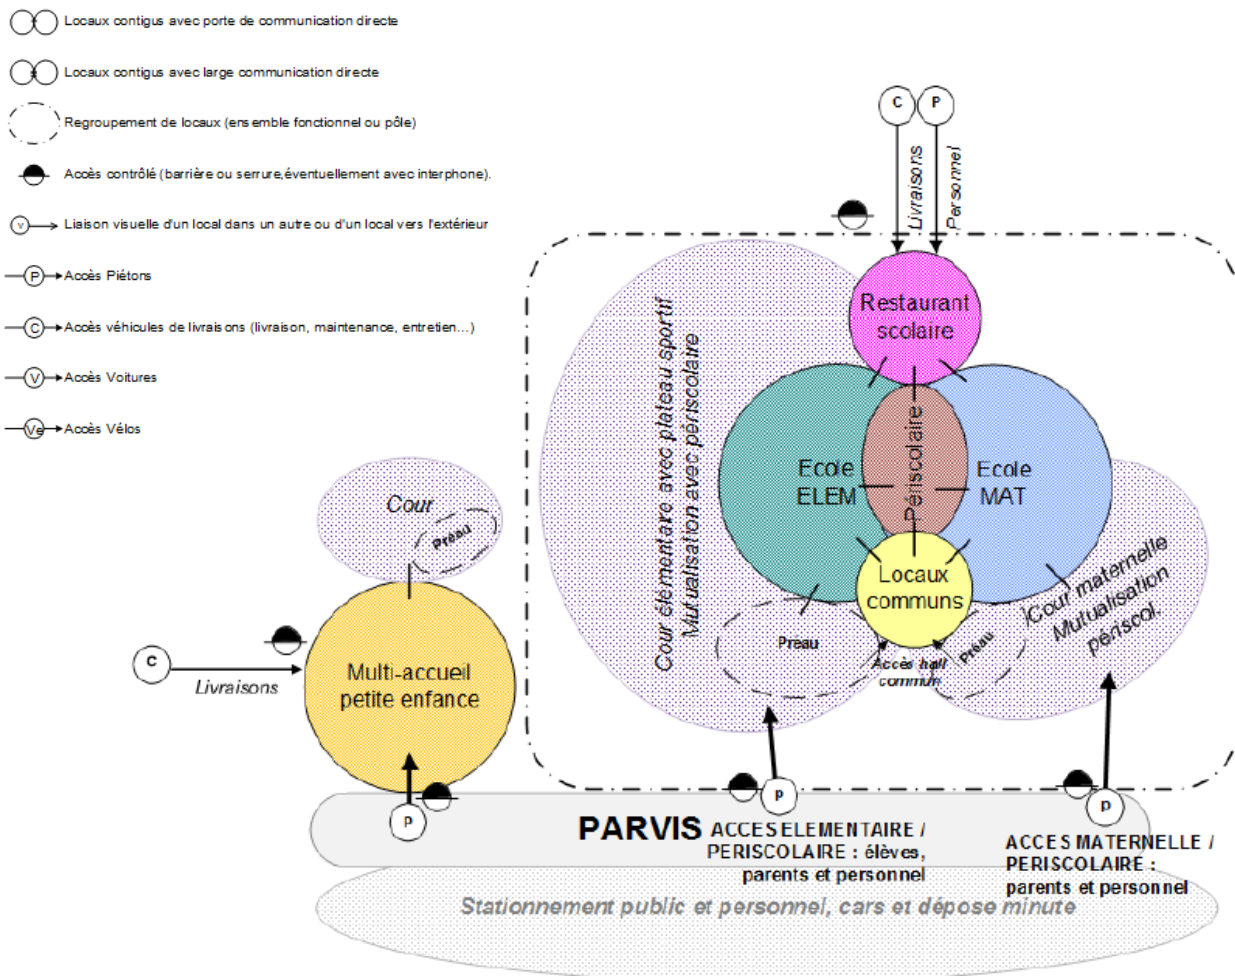 Locaux contigus avec porte de communication directe
Locaux contigus avec large communication directe
Regroupement de locaux (ensemble fonctionnel ou pôle)
Accès contrôlé (barrière ou serrure,éventuellement avec interphone).
v
Liaison visuelle d'un local dans un autre ou d'un local vers l'extérieur
P
Accès Piétons
C
Accès véhicules de livraisons (livraison, maintenance, entretien...)
V
Accès Voitures
Ve
Accès Vélos
C
P
Livraisons
Personnel
Restaurant
scolaire
Cour élémentaire avec plateau sportif
Mutualisation avec périscolaire
Ecole
ELEM
Périscolaire
Ecole
MAT
Locaux
communs
Cour maternelle
Mutualisation
périscol.
Preau
Préau
Accès hall
commun
Cour
Préau
C
Livraisons
Multi-accueil
petite enfance
P
p
p
PARVIS
ACCES ELEMENTAIRE /
PERISCOLAIRE : élèves,
parents et personnel
ACCES MATERNELLE /
PERISCOLAIRE :
parents et personnel
Stationnement public et personnel, cars et dépose minute